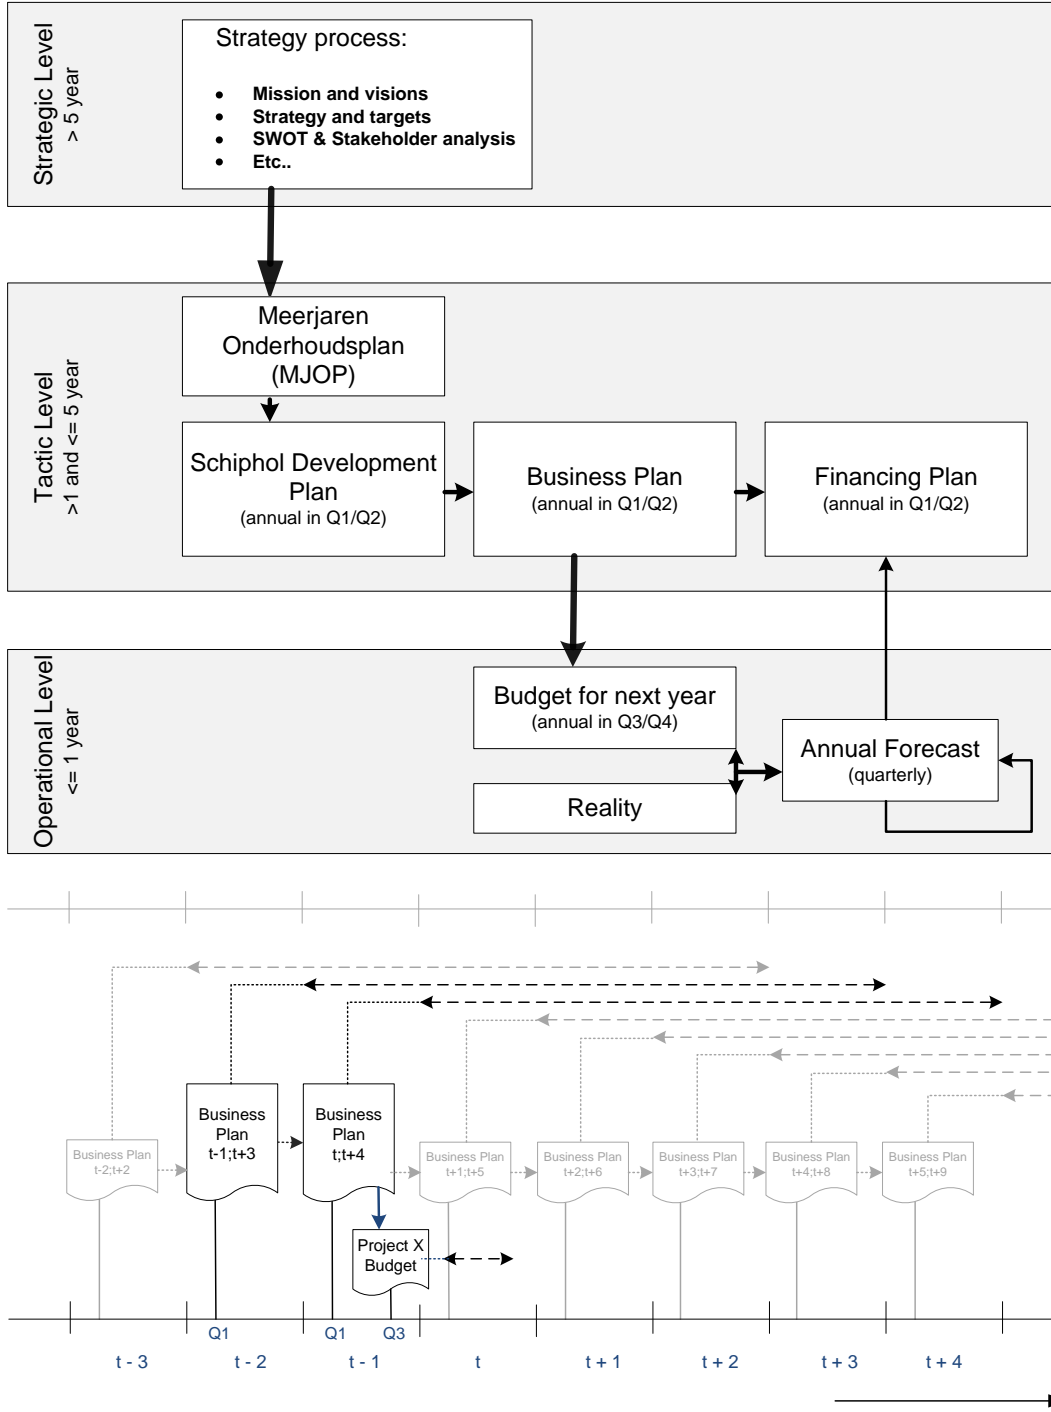 Strategic Level
> 5 year
Strategy process:
• Mission and visions
• Strategy and targets
• SWOT & Stakeholder analysis
• Etc..
Tactic Level
>1 and <= 5 year
Meerjaren
Onderhoudsplan
(MJOP)
Schiphol Development
Plan
(annual in Q1/Q2)
Business Plan
(annual in Q1/Q2)
Financing Plan
(annual in Q1/Q2)
Operational Level
<= 1 year
Budget for next year
(annual in Q3/Q4)
Reality
Annual Forecast
(quarterly)
Business Plan
t-2;t+2
Business
Plan
t-1;t+3
Business
Plan
t;t+4
Business Plan
t+1;t+5
Business Plan
t+2;t+6
Business Plan
t+3;t+7
Business Plan
t+4;t+8
Business Plan
t+5;t+9
Project X
Budget
Q1
Q1
Q3
t - 3
t - 2
t - 1
t
t + 1
t + 2
t + 3
t + 4